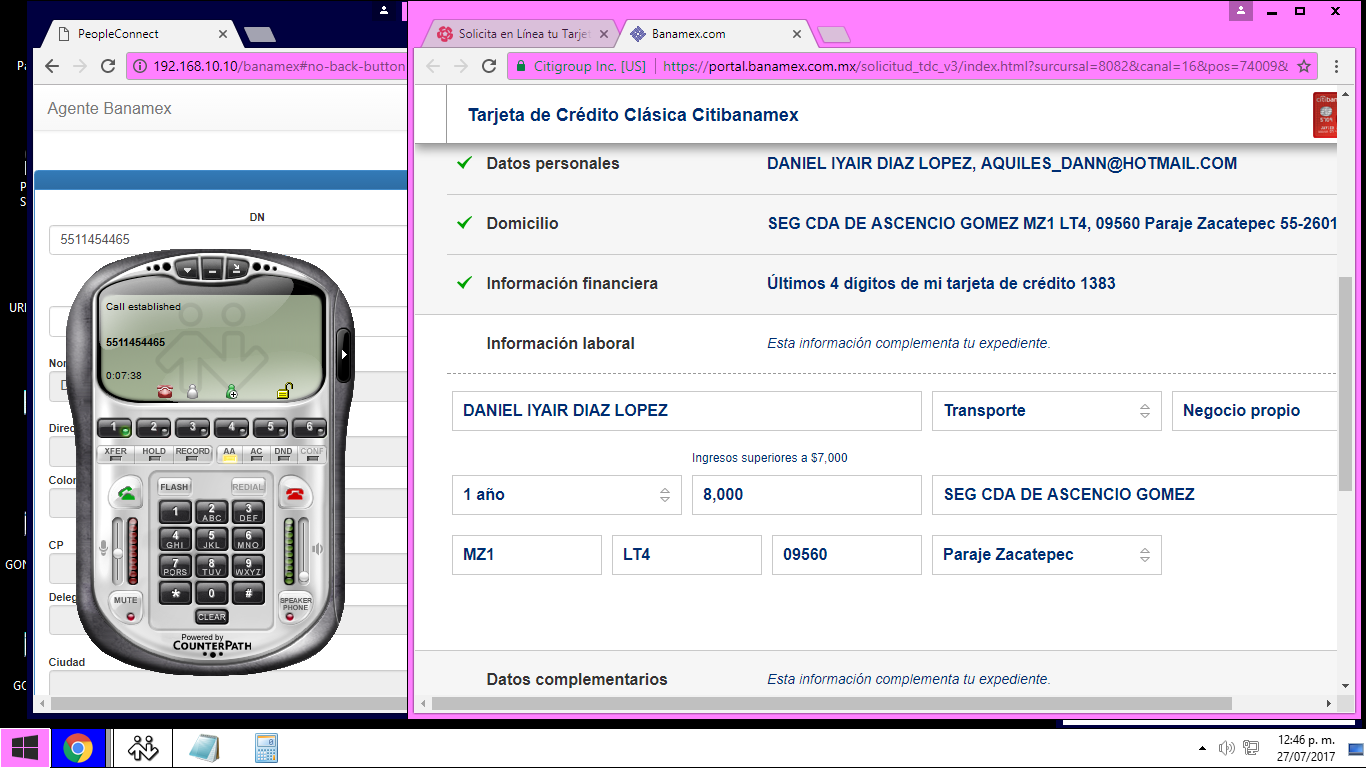 PeopleConnect
192.168.10.10/banamex#no-back-button
Agente Banamex
DN
5511454465
Call established
5511454465
0:07:38
1 2 3 4 5 6
XFER HOLD RECORD AA AC DND CONF
FLASH REDIAL
1 2 ABC 3 DEF
4 GHI 5 JKL 6 MNO
7 PQRS 8 TUV 9 WXYZ
* 0 #
MUTE
SPEAKER PHONE
CLEAR
Powered by
COUNTERPATH
Direc
Color
CP
Deleg
Ciudad
URI
GON
Solicita en Línea tu Tarjet
Banamex.com
Citigroup Inc. [US] https://portal.banamex.com.mx/solicitud_tdc_v3/index.html?surcursal=8082&canal=16&pos=74009&
Tarjeta de Crédito Clásica Citibanamex
Datos personales DANIEL IYAIR DIAZ LOPEZ, AQUILES_DANN@HOTMAIL.COM
Domicilio SEG CDA DE ASCENCIO GOMEZ MZ1 LT4, 09560 Paraje Zacatepec 55-2601
Información financiera Últimos 4 dígitos de mi tarjeta de crédito 1383
Información laboral Esta información complementa tu expediente.
DANIEL IYAIR DIAZ LOPEZ Transporte Negocio propio
Ingresos superiores a $7,000
1 año 8,000 SEG CDA DE ASCENCIO GOMEZ
MZ1 LT4 09560 Paraje Zacatepec
Datos complementarios Esta información complementa tu expediente.
12:46 p. m.
27/07/2017